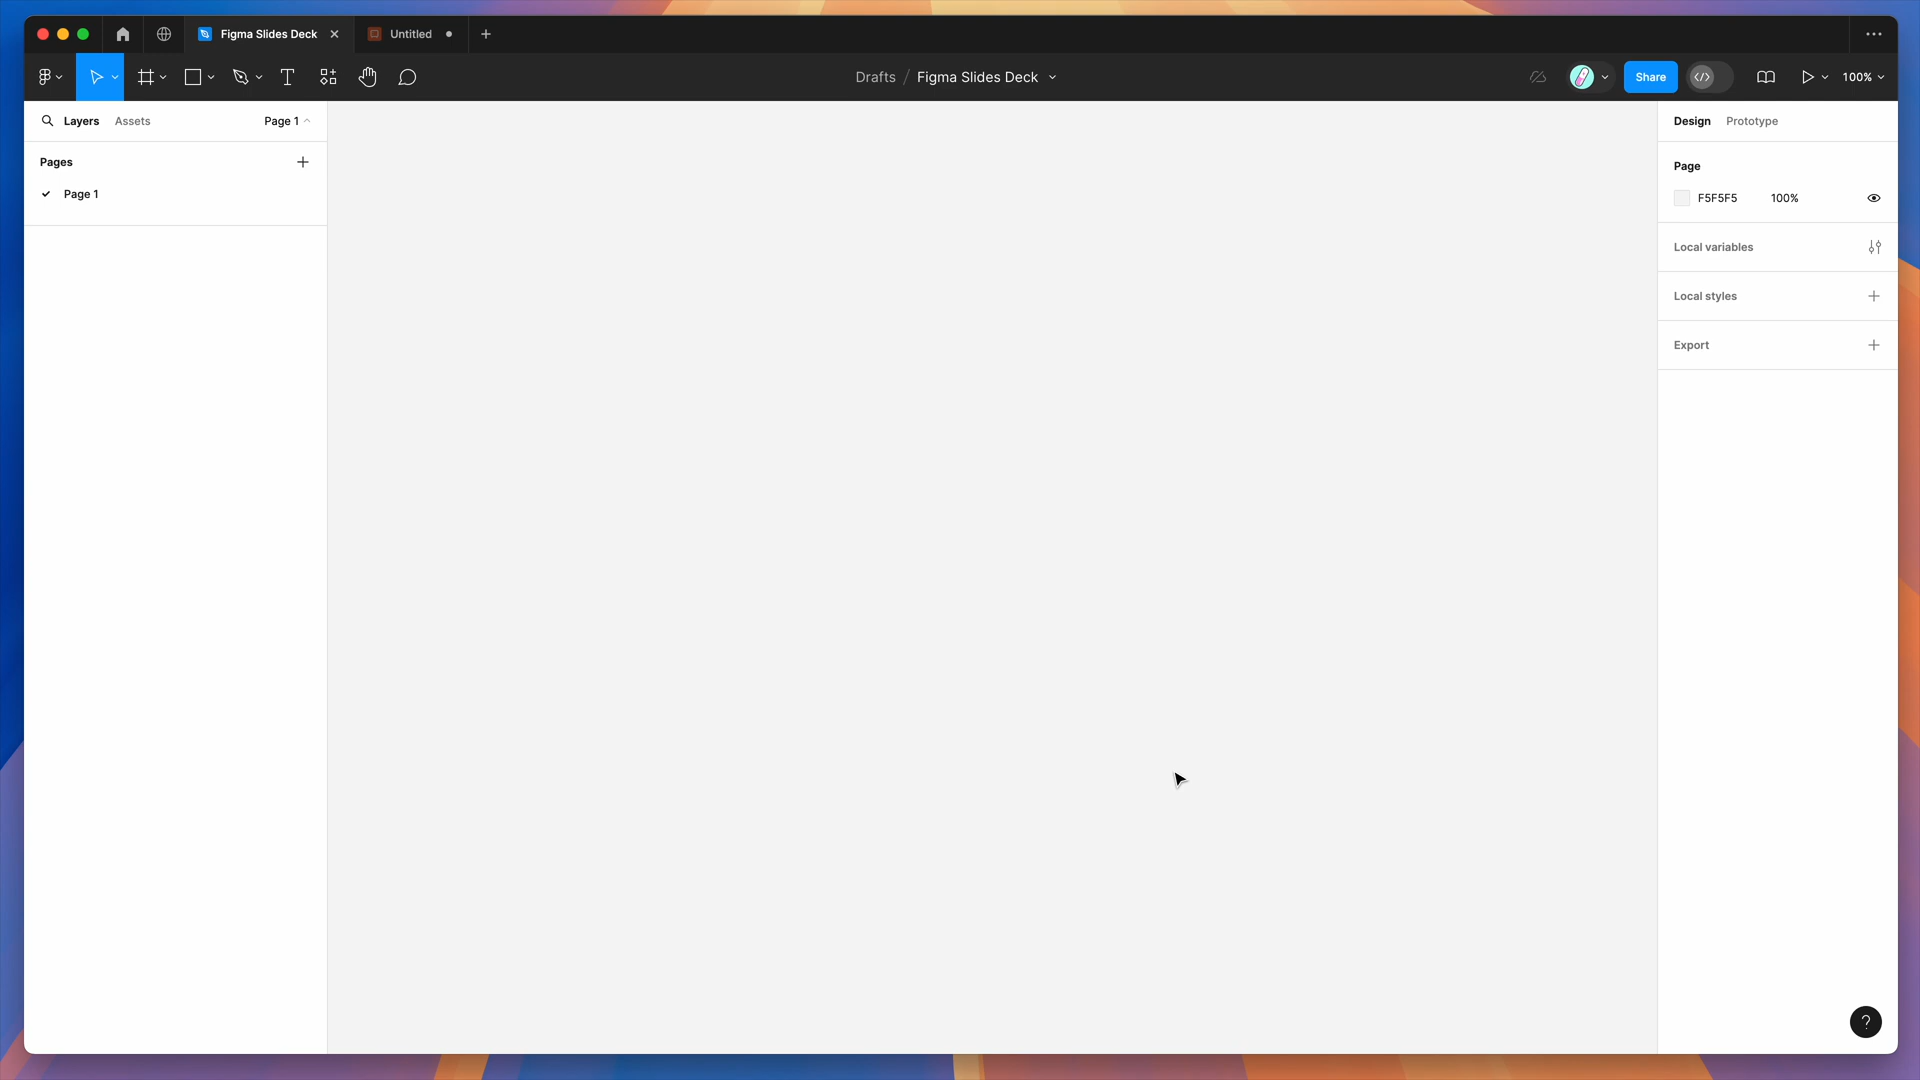 Figma Slides Deck
Untitled
Drafts / Figma Slides Deck
Share
100%
Layers
Assets
Page 1
Pages
Page 1
Design
Prototype
Page
F5F5F5
100%
Local variables
Local styles
Export
?